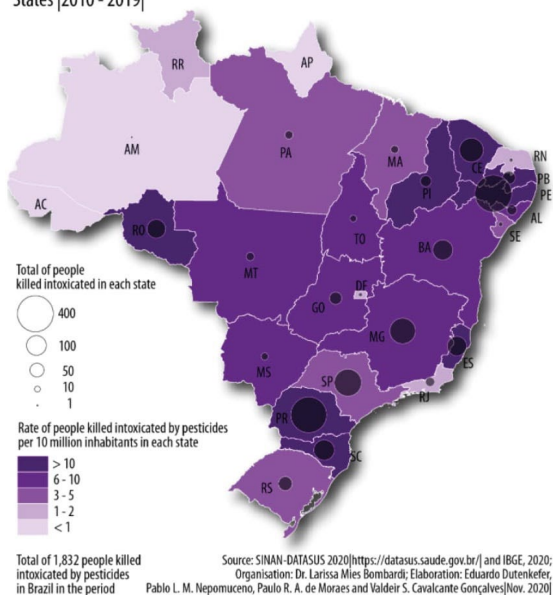 States |2010 - 2019|
RR
AP
AM
PA
MA
CE
RN
PB
PE
AL
SE
PI
AC
RO
TO
BA
MT
DF
GO
MG
ES
MS
SP
RJ
PR
SC
RS
Total of people
killed intoxicated in each state
400
100
50
10
1
Rate of people killed intoxicated by pesticides
per 10 million inhabitants in each state
> 10
6 - 10
3 - 5
1 - 2
< 1
Total of 1,832 people killed
intoxicated by pesticides
in Brazil in the period
Source: SINAN-DATASUS 2020|https://datasus.saude.gov.br/| and IBGE, 2020;
Organisation: Dr. Larissa Mies Bombardi; Elaboration: Eduardo Dutenkefer,
Pablo L. M. Nepomuceno, Paulo R. A. de Moraes and Valdeir S. Cavalcante Gonçalves|Nov. 2020|